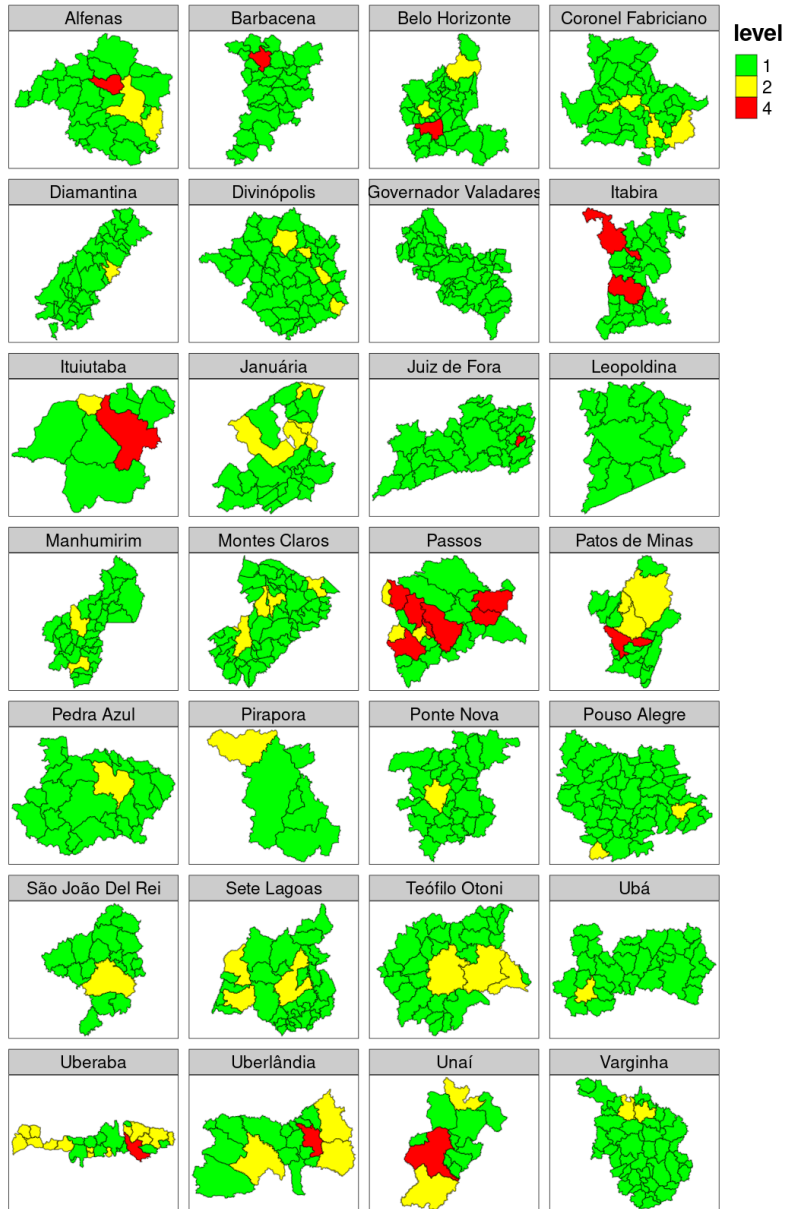 Alfenas
Barbacena
Belo Horizonte
Coronel Fabriciano
level
1
2
4
Diamantina
Divinópolis
Governador Valadares
Itabira
Ituiutaba
Januária
Juiz de Fora
Leopoldina
Manhumirim
Montes Claros
Passos
Patos de Minas
Pedra Azul
Pirapora
Ponte Nova
Pouso Alegre
São João Del Rei
Sete Lagoas
Teófilo Otoni
Ubá
Uberaba
Uberlândia
Unaí
Varginha